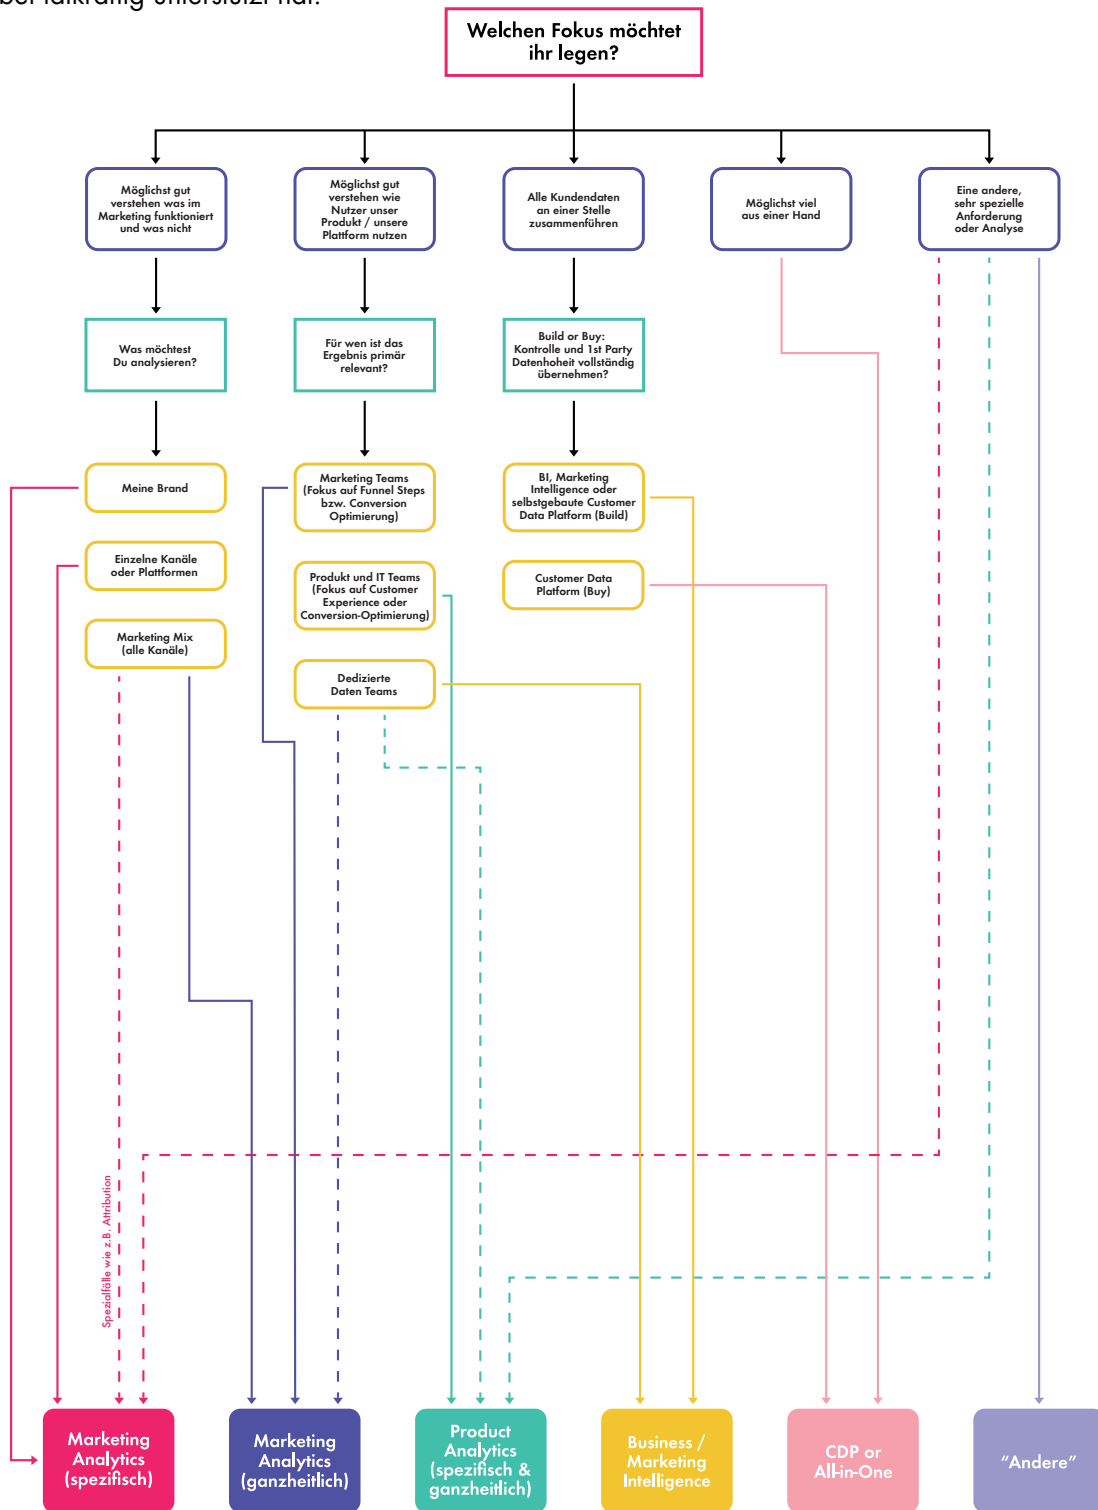 Welchen Fokus möchtet
ihr legen?
Möglichst gut
verstehen was im
Marketing funktioniert
und was nicht
Möglichst gut
verstehen wie
Nutzer unser
Produkt / unsere
Plattform nutzen
Alle Kundendaten
an einer Stelle
zusammenführen
Möglichst viel
aus einer Hand
Eine andere,
sehr spezielle
Anforderung
oder Analyse
Was möchtest
Du analysieren?
Für wen ist das
Ergebnis primär
relevant?
Build or Buy:
Kontrolle und 1st Party
Datenhoheit vollständig
übernehmen?
Meine Brand
Marketing Teams
(Fokus auf Funnel Steps
bzw. Conversion
Optimierung)
BI, Marketing
Intelligence oder
selbstgebaute Customer
Data Platform (Build)
Einzelne Kanäle
oder Plattformen
Produkt und IT Teams
(Fokus auf Customer
Experience oder
Conversion-Optimierung)
Customer Data
Platform (Buy)
Marketing Mix
(alle Kanäle)
Dedizierte
Daten Teams
Spezialfälle wie z.B. Attribution
Marketing
Analytics
(spezifisch)
Marketing
Analytics
(ganzheitlich)
Product
Analytics
(spezifisch &
ganzheitlich)
Business /
Marketing
Intelligence
CDP or
All-in-One
"Andere"